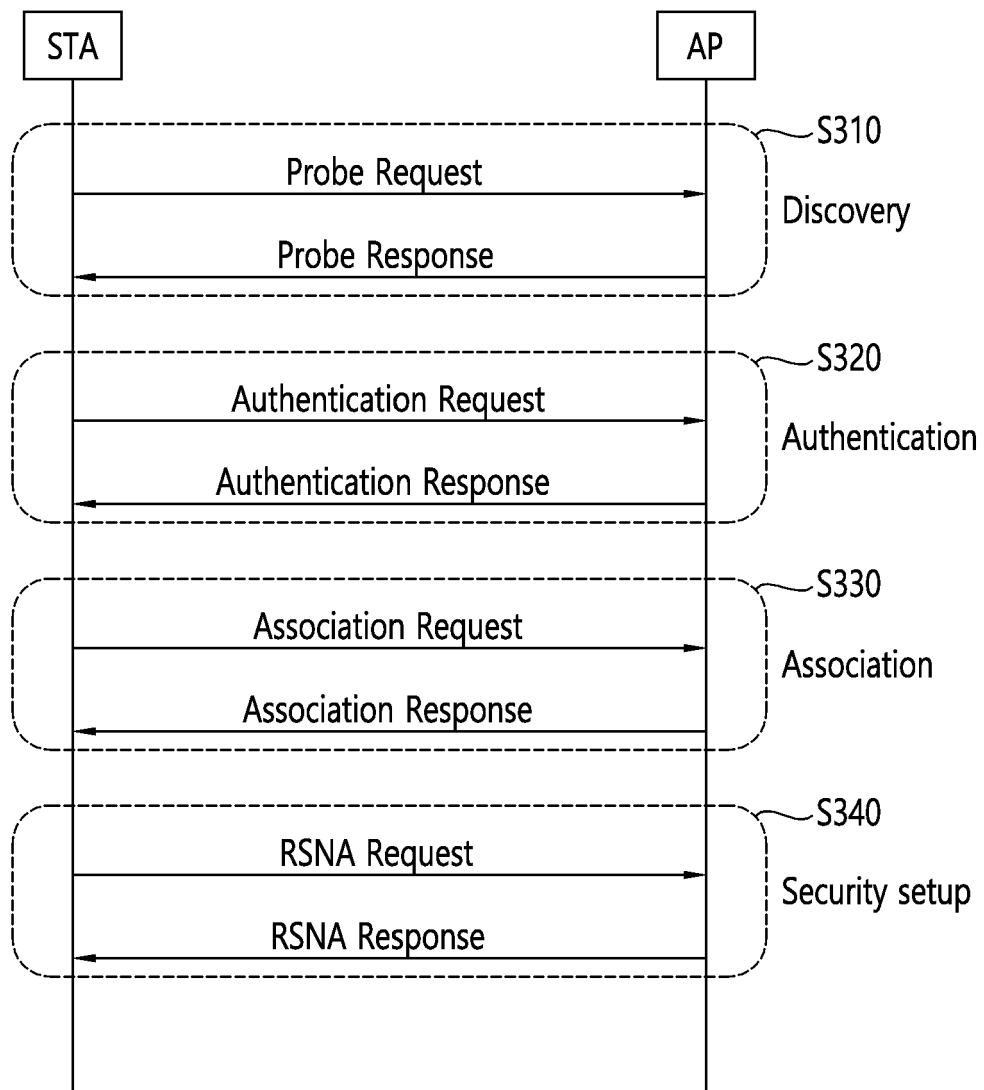 STA
AP
S310
Probe Request
Discovery
Probe Response
S320
Authentication Request
Authentication
Authentication Response
S330
Association Request
Association
Association Response
S340
RSNA Request
Security setup
RSNA Response